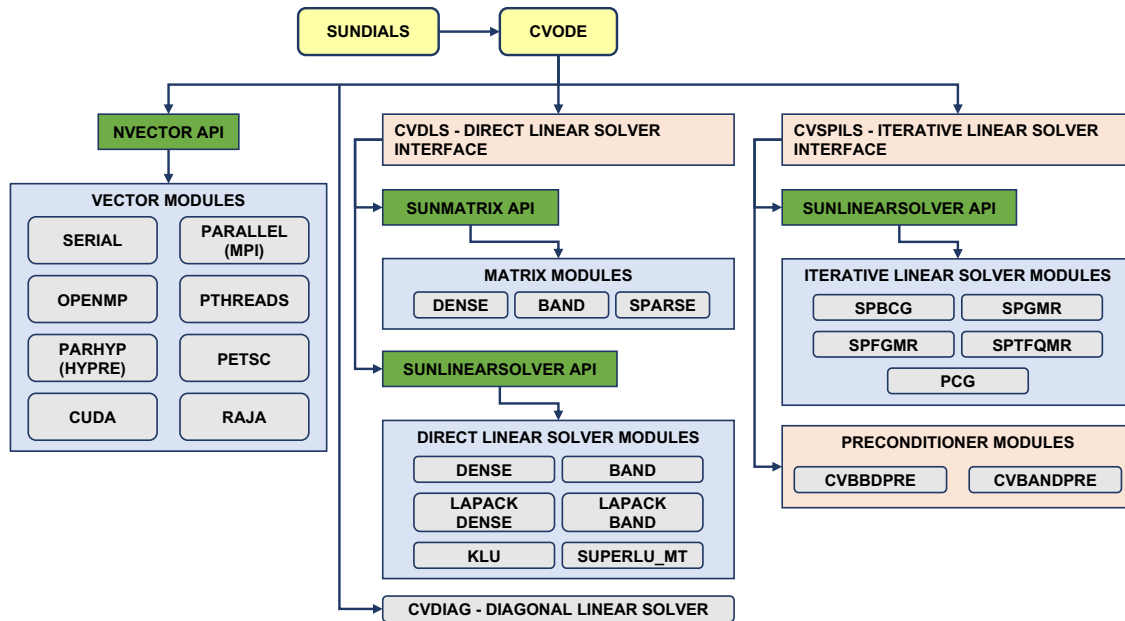 SUNDIALS
CVODE
NVECTOR API
VECTOR MODULES
SERIAL
PARALLEL
(MPI)
OPENMP
PTHREADS
PARHYP
(HYPRE)
PETSC
CUDA
RAJA
CVDLS - DIRECT LINEAR SOLVER
INTERFACE
SUNMATRIX API
MATRIX MODULES
DENSE
BAND
SPARSE
SUNLINEARSOLVER API
DIRECT LINEAR SOLVER MODULES
DENSE
BAND
LAPACK
DENSE
LAPACK
BAND
KLU
SUPERLU_MT
CVDIAG - DIAGONAL LINEAR SOLVER
CVSPILS - ITERATIVE LINEAR SOLVER
INTERFACE
SUNLINEARSOLVER API
ITERATIVE LINEAR SOLVER MODULES
SPBCG
SPGMR
SPFGMR
SPTFQMR
PCG
PRECONDITIONER MODULES
CVBBDPRE
CVBANDPRE